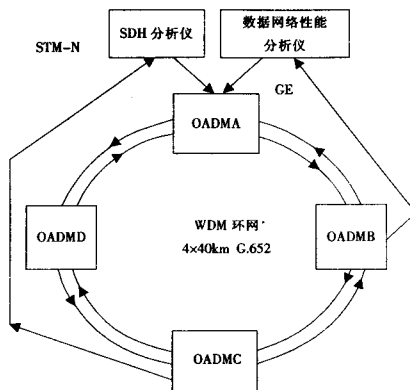 STM-N
SDH 分析仪
数据网络性能
分析仪
GE
OADMA
OADMD
WDM 环网
4×40km G.652
OADMB
OADMC